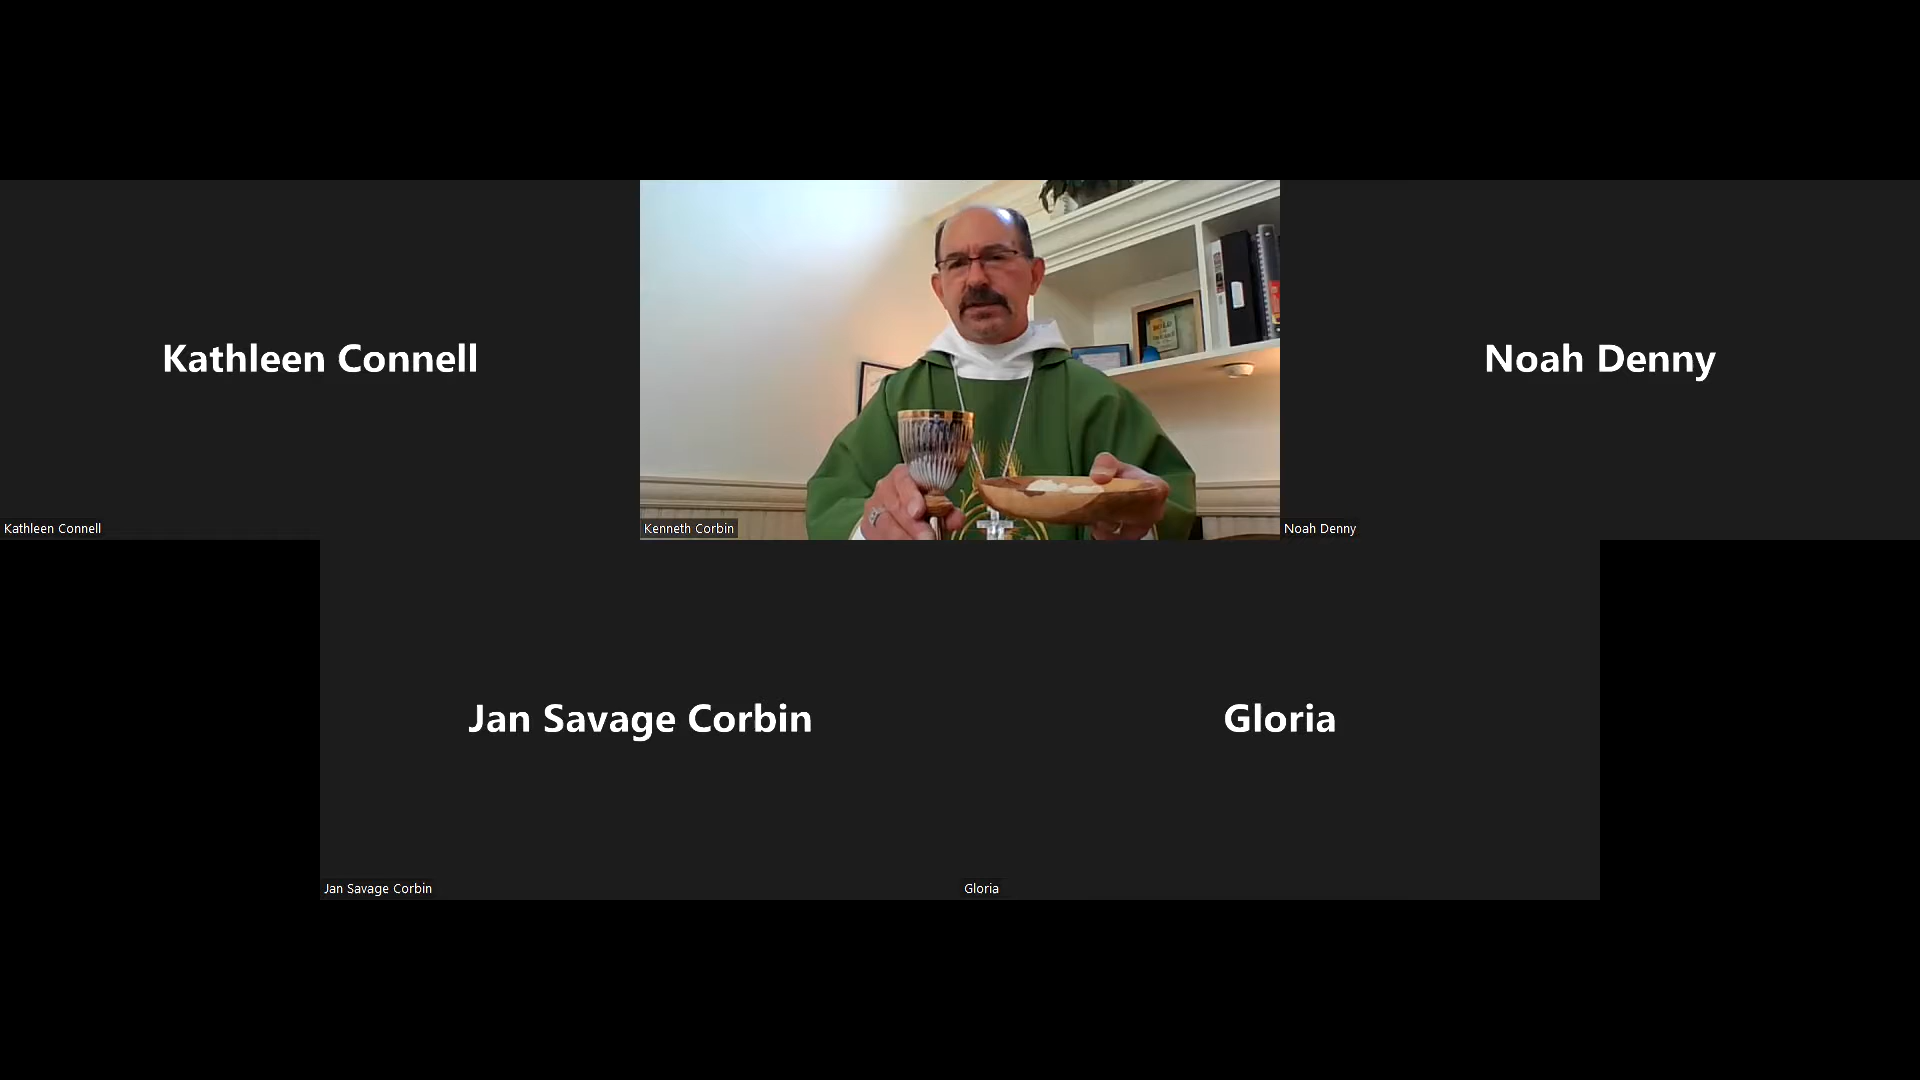 Kathleen Connell
Noah Denny
Kathleen Connell
Kenneth Corbin
Noah Denny
Jan Savage Corbin
Gloria
Jan Savage Corbin
Gloria